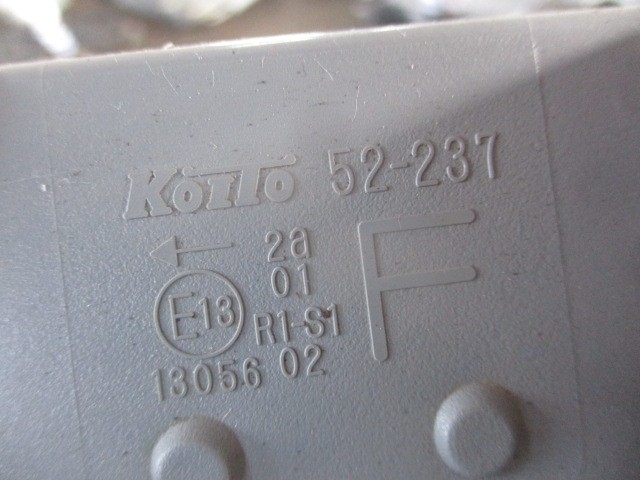 KOITO 52-237
← 2a
01
E13 R1-S1
13056 02
F